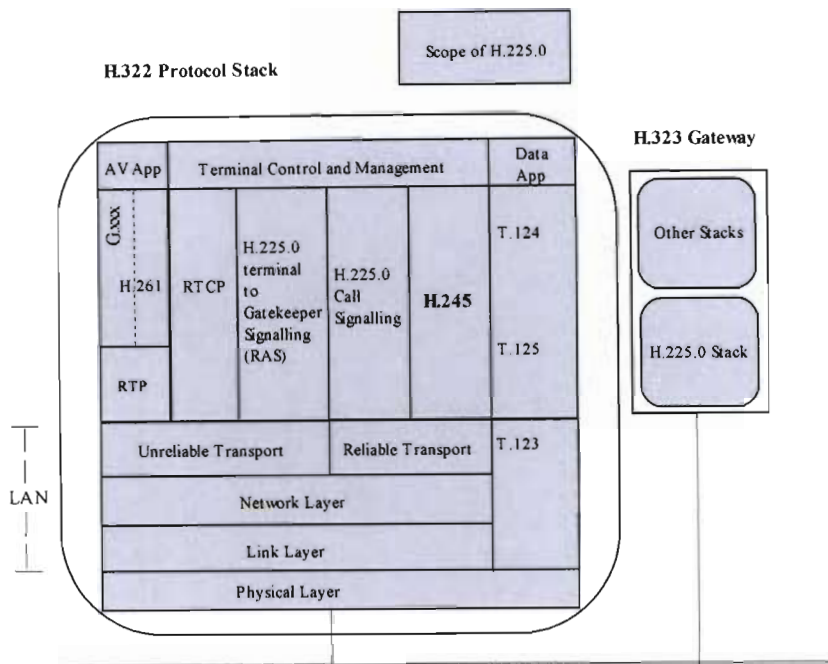 Scope of H.225.0
H.322 Protocol Stack
H.323 Gateway
AV App
Terminal Control and Management
Data
App
G.xxx
H.261
RTP
RTCP
H.225.0
terminal
to
Gatekeeper
Signalling
(RAS)
H.225.0
Call
Signalling
H.245
T.124
T.125
T.123
Other Stacks
H.225.0 Stack
LAN
Unreliable Transport
Reliable Transport
Network Layer
Link Layer
Physical Layer